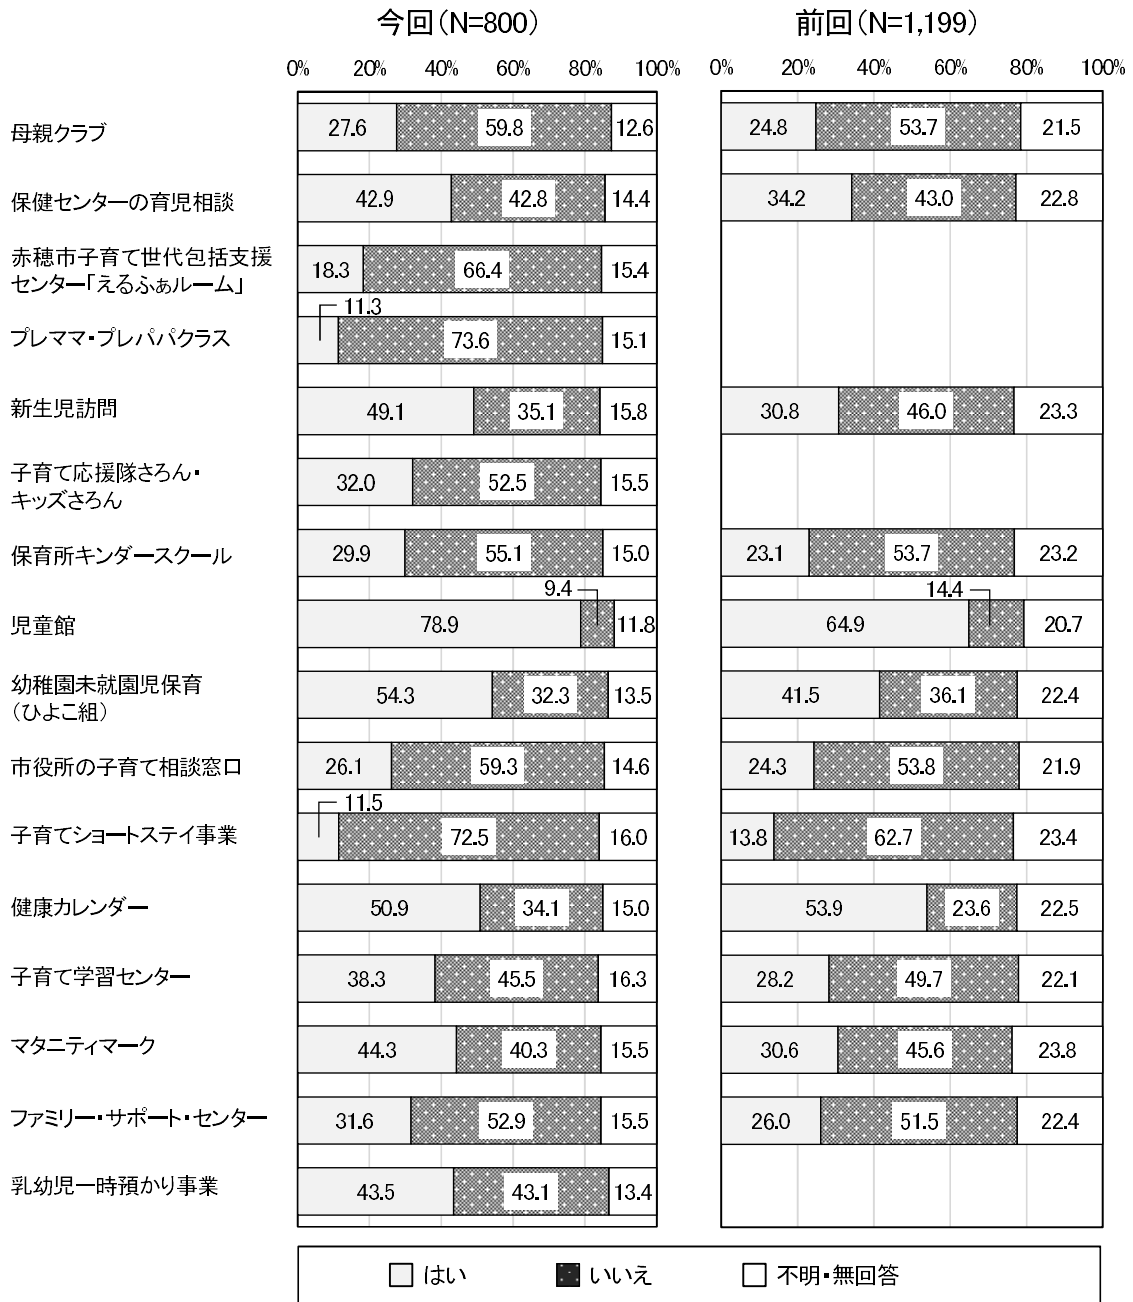 今回（N=800）
前回（N=1,199）
0% 20% 40% 60% 80% 100%
0% 20% 40% 60% 80% 100%
母親クラブ
27.6 59.8 12.6
24.8 53.7 21.5
保健センターの育児相談
42.9 42.8 14.4
34.2 43.0 22.8
赤穂市子育て世代包括支援
センター「えるふぁルーム」
18.3 66.4 15.4
プレママ・プレパパクラス
11.3 73.6 15.1
新生児訪問
49.1 35.1 15.8
30.8 46.0 23.3
子育て応援隊さろん・
キッズさろん
32.0 52.5 15.5
保育所キンダースクール
29.9 55.1 15.0
23.1 53.7 23.2
児童館
78.9 9.4 11.8
64.9 14.4 20.7
幼稚園未就園児保育
（ひよこ組）
54.3 32.3 13.5
41.5 36.1 22.4
市役所の子育て相談窓口
26.1 59.3 14.6
24.3 53.8 21.9
子育てショートステイ事業
11.5 72.5 16.0
13.8 62.7 23.4
健康カレンダー
50.9 34.1 15.0
53.9 23.6 22.5
子育て学習センター
38.3 45.5 16.3
28.2 49.7 22.1
マタニティマーク
44.3 40.3 15.5
30.6 45.6 23.8
ファミリー・サポート・センター
31.6 52.9 15.5
26.0 51.5 22.4
乳幼児一時預かり事業
43.5 43.1 13.4
はい いいえ 不明・無回答